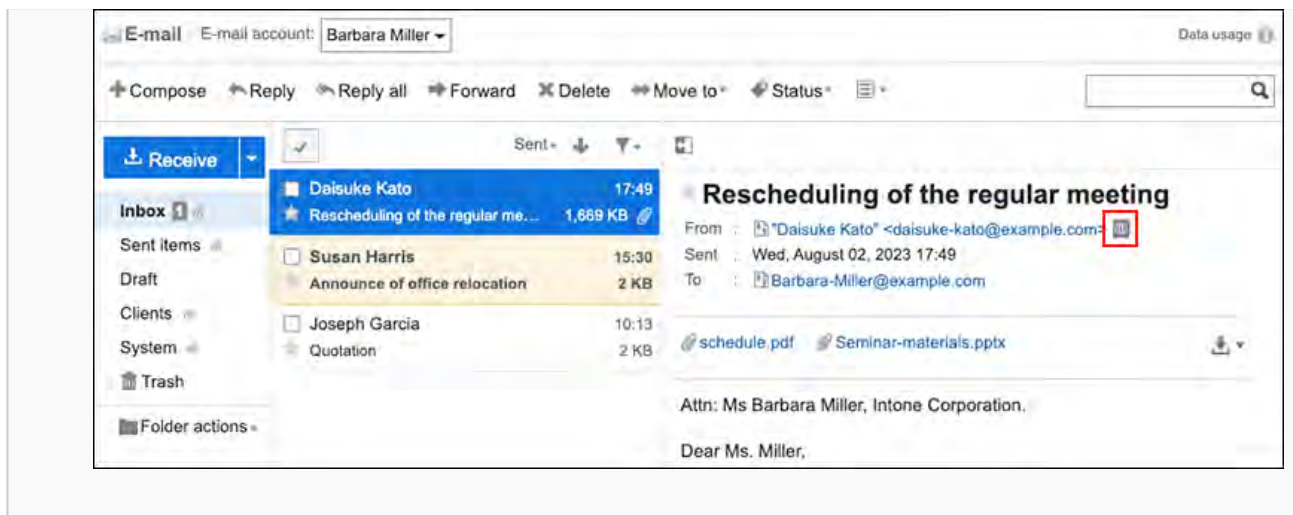 E-mail E-mail account: Barbara Miller Data usage
Compose Reply Reply all Forward Delete Move to Status
Receive
Sent
Inbox 1
Sent items
Draft
Clients
System
Trash
Folder actions
Daisuke Kato 17:49
Rescheduling of the regular me... 1,669 KB
Susan Harris 15:30
Announce of office relocation 2 KB
Joseph Garcia 10:13
Quotation 2 KB
Rescheduling of the regular meeting
From : "Daisuke Kato" <daisuke-kato@example.com>
Sent : Wed, August 02, 2023 17:49
To : Barbara-Miller@example.com
schedule.pdf Seminar-materials.pptx
Attn: Ms Barbara Miller, Intone Corporation.
Dear Ms. Miller,